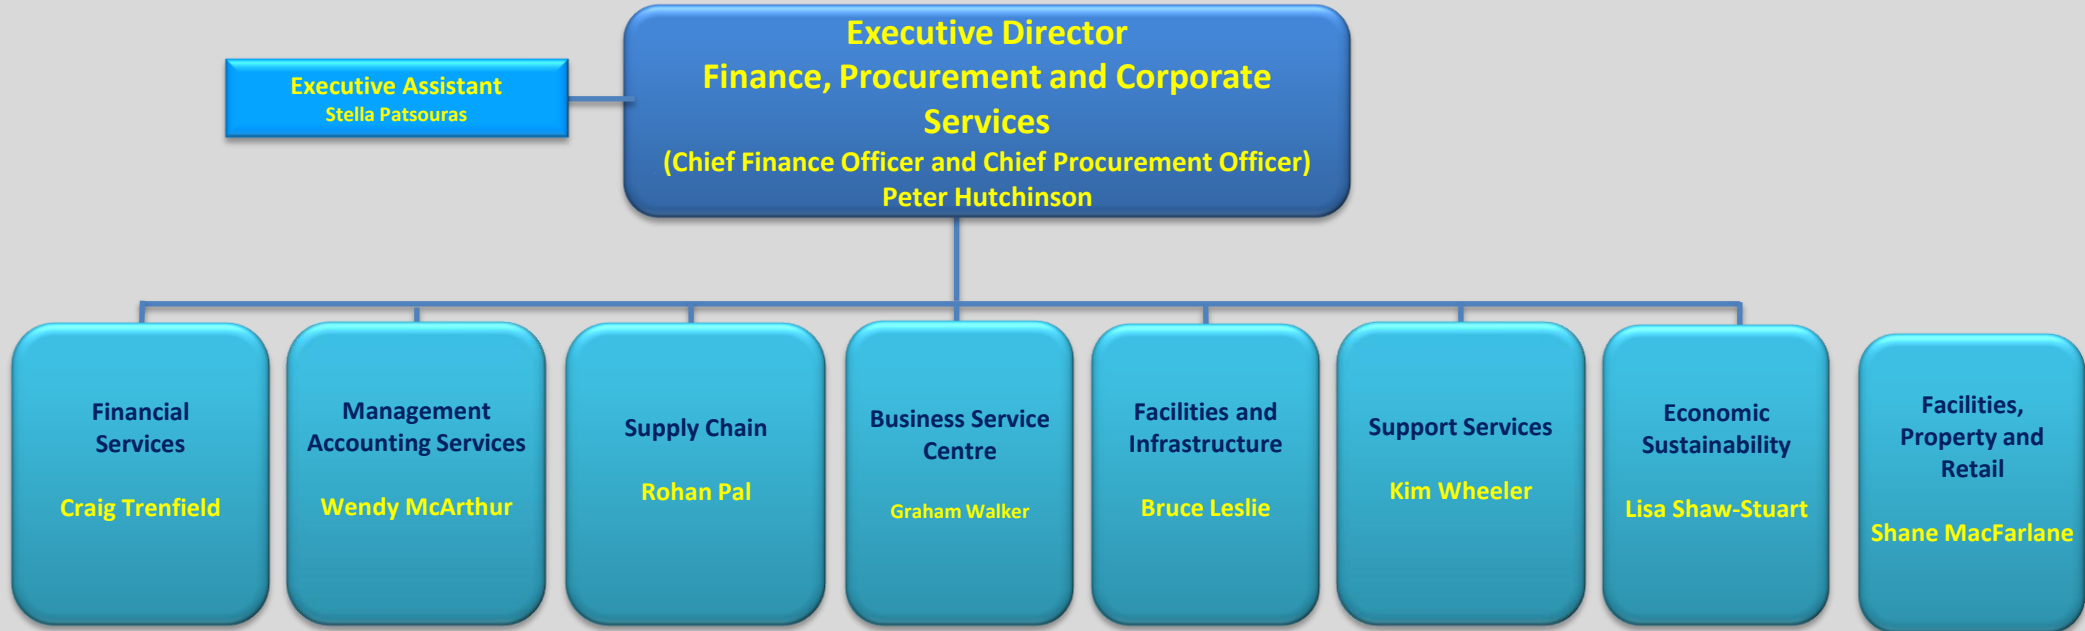 Executive Director
Finance, Procurement and Corporate
Services
(Chief Finance Officer and Chief Procurement Officer)
Peter Hutchinson
Executive Assistant
Stella Patsouras
Financial
Services
Craig Trenfield
Management
Accounting Services
Wendy McArthur
Supply Chain
Rohan Pal
Business Service
Centre
Graham Walker
Facilities and
Infrastructure
Bruce Leslie
Support Services
Kim Wheeler
Economic
Sustainability
Lisa Shaw-Stuart
Facilities,
Property and
Retail
Shane MacFarlane